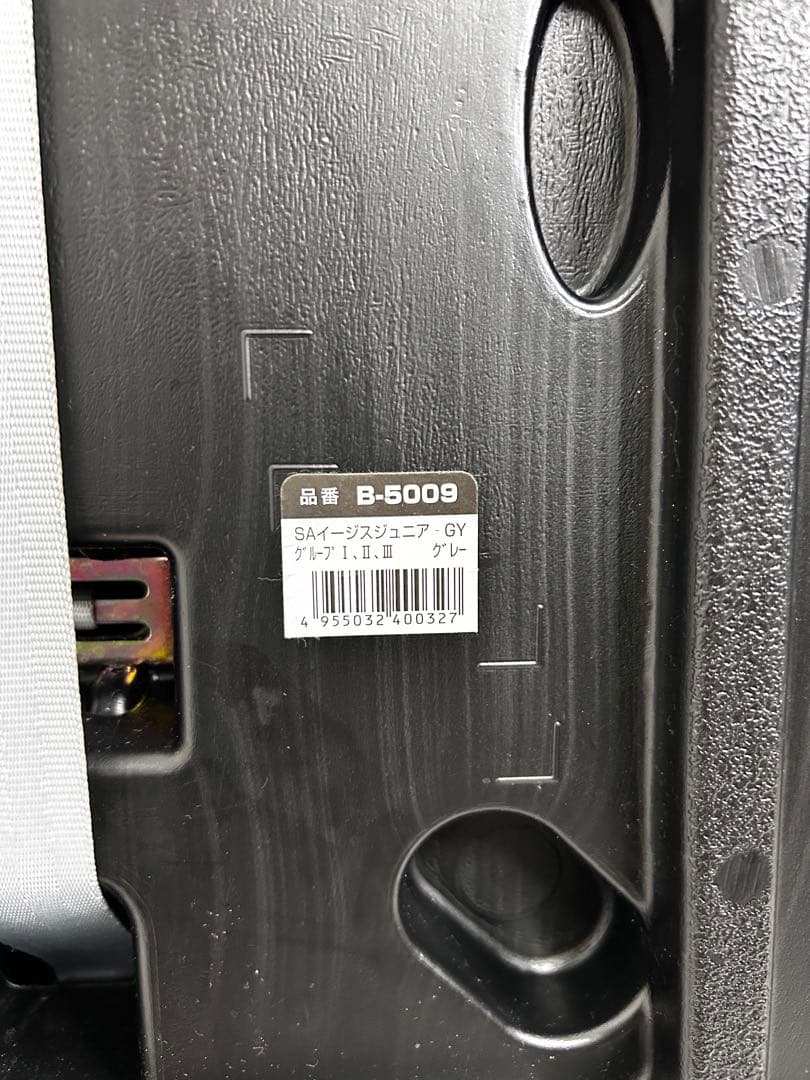 品番 B-5009
SAイージスジュニア - GY
ｸﾞﾙｰﾌﾟ Ⅰ、Ⅱ、Ⅲ ｸﾞﾚｰ
4 955032 400327